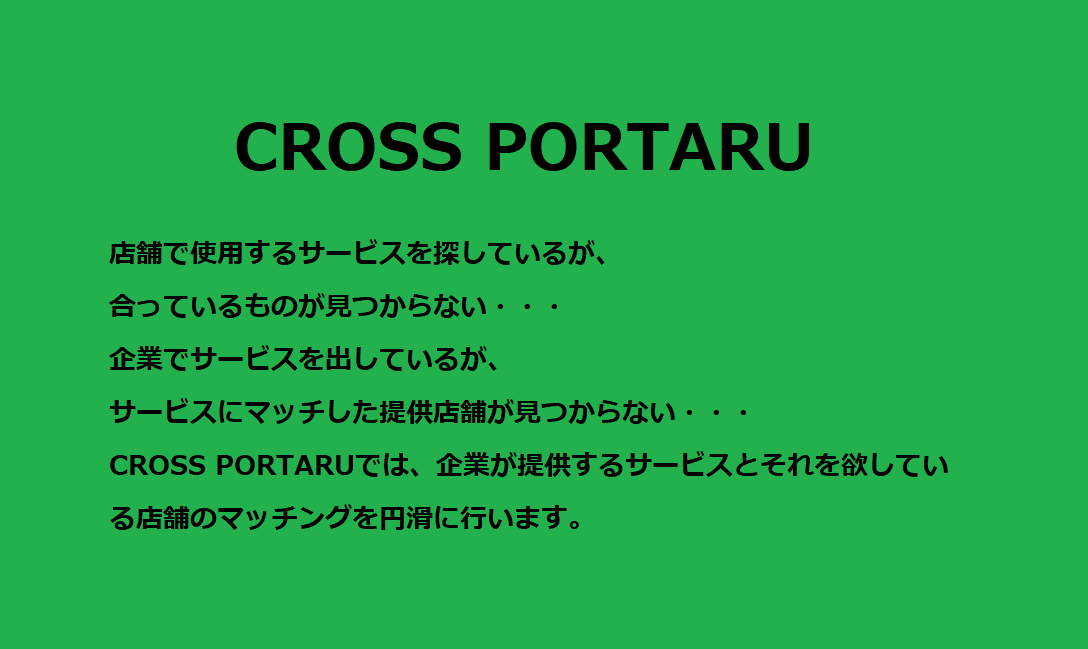 CROSS PORTARU
店舗で使用するサービスを探しているが、
合っているものが見つからない・・・
企業でサービスを出しているが、
サービスにマッチした提供店舗が見つからない・・・
CROSS PORTARUでは、企業が提供するサービスとそれを欲してい
る店舗のマッチングを円滑に行います。